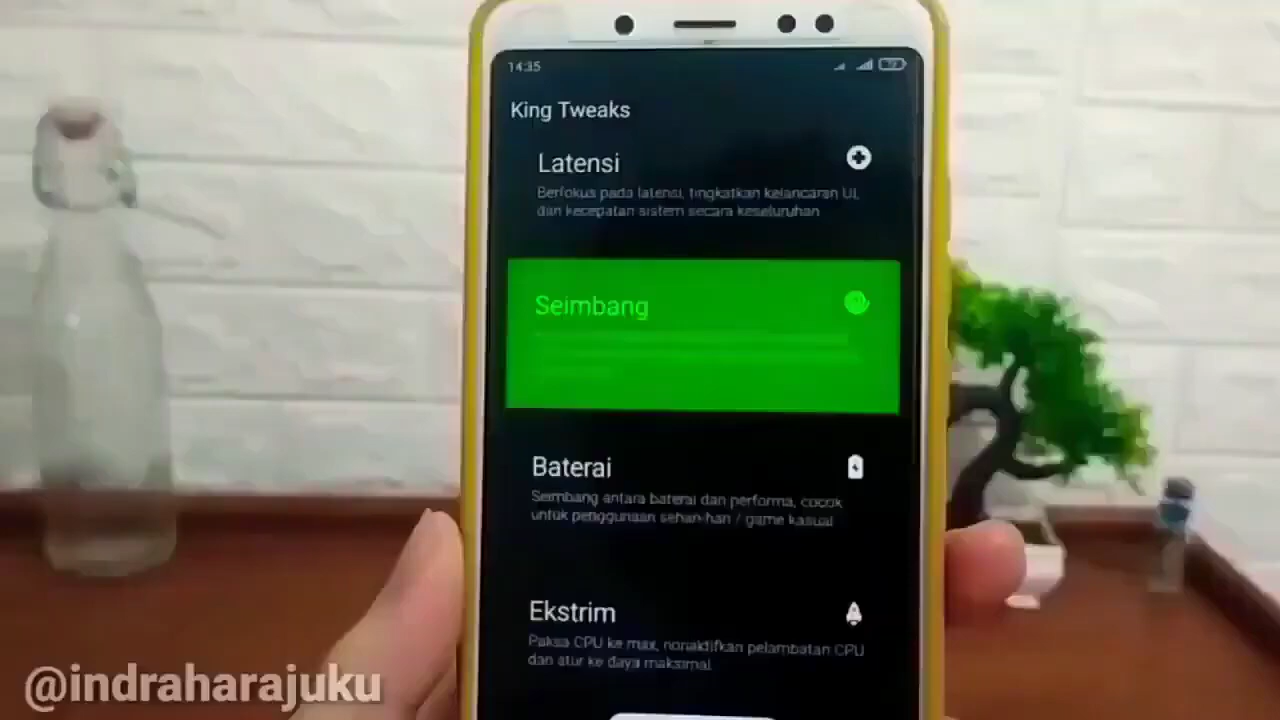 14:35
King Tweaks
Latensi
Berfokus pada latensi, tingkatkan kelancaran UI,
dan kecepatan sistem secara keseluruhan
Seimbang
Baterai
Seimbang antara baterai dan performa, cocok
untuk penggunaan sehari-hari / game kasual
Ekstrim
Paksa CPU ke max, nonaktifkan pelambatan CPU
dan atur ke daya maksimal
@indraharajuku